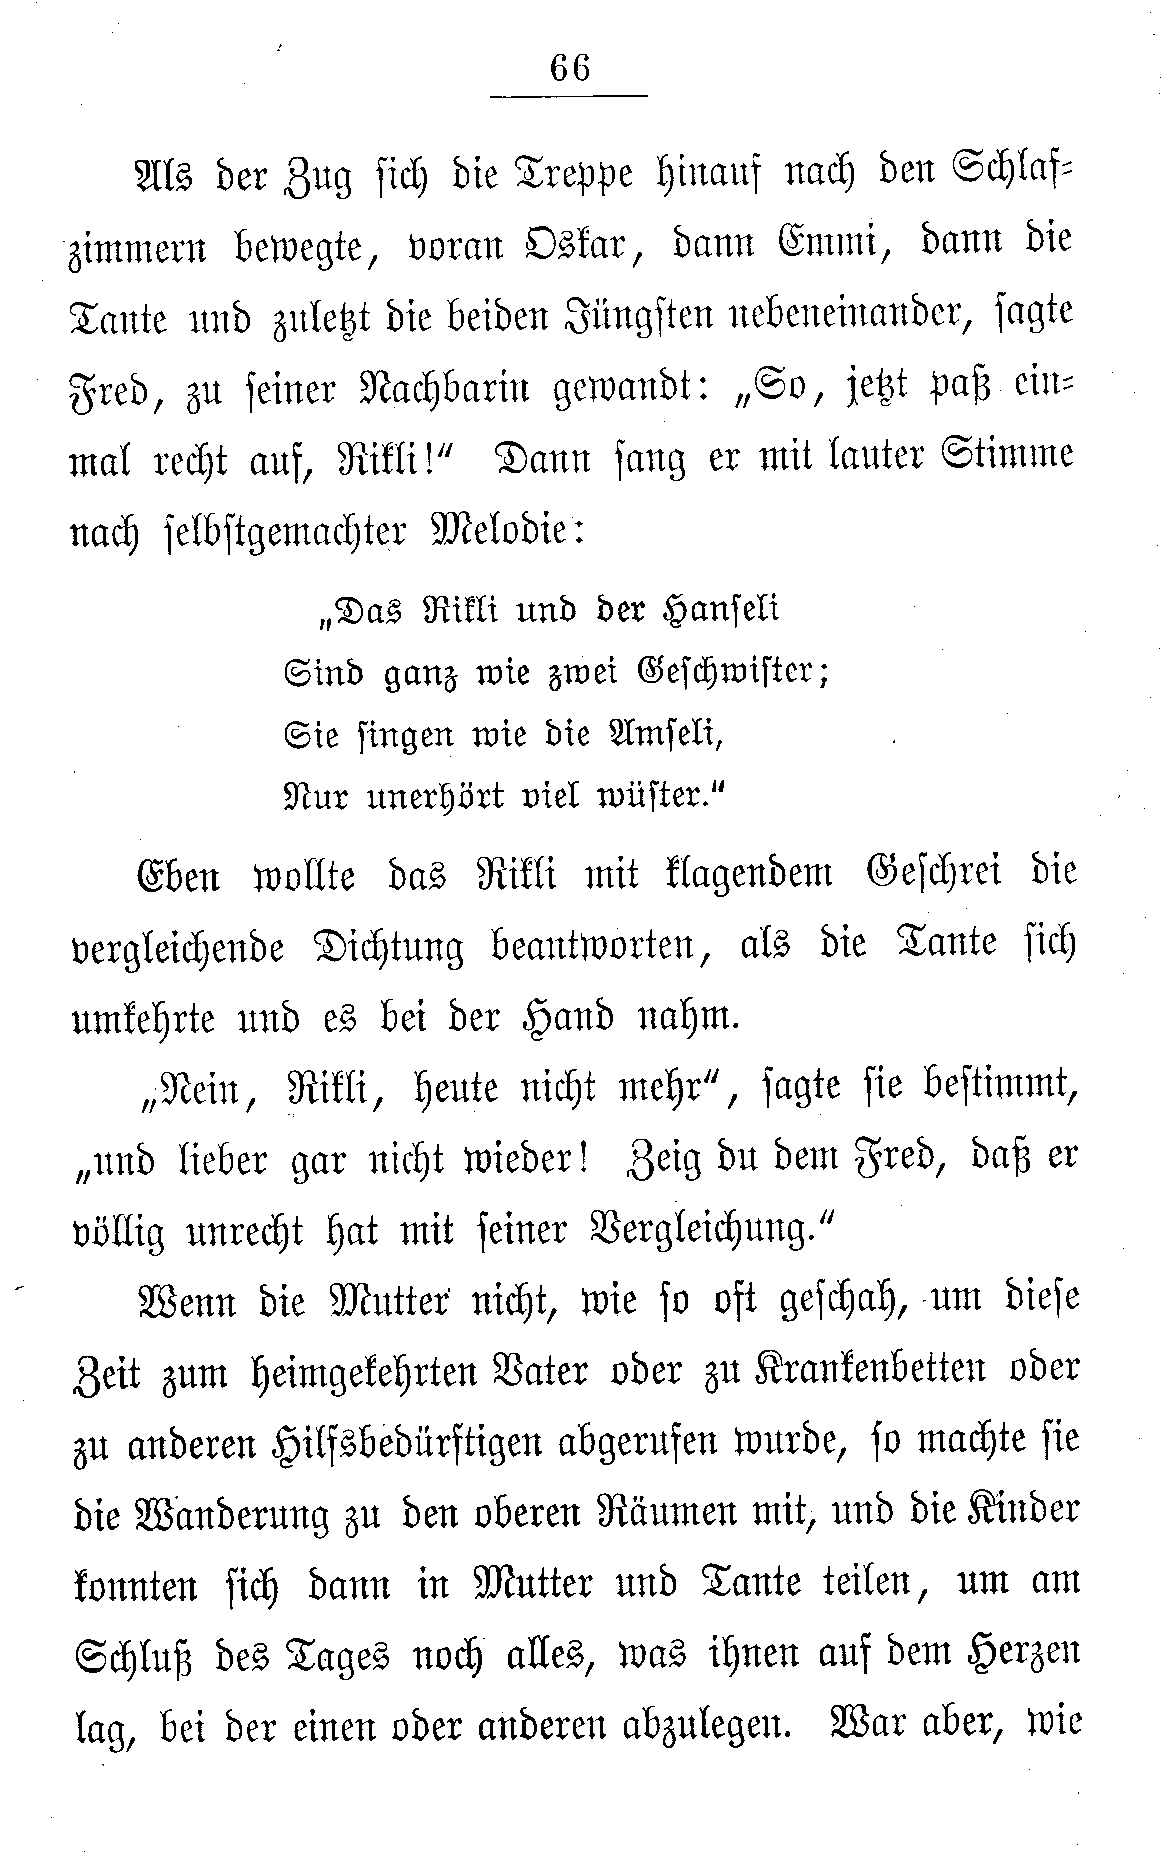 66
Als der Zug sich die Treppe hinauf nach den Schlaf-
zimmern bewegte, voran Oskar, dann Emmi, dann die
Tante und zuletzt die beiden Jüngsten nebeneinander, sagte
Fred, zu seiner Nachbarin gewandt: „So, jetzt paß ein-
mal recht auf, Rikli!“ Dann sang er mit lauter Stimme
nach selbstgemachter Melodie:
„Das Rikli und der Hanseli
Sind ganz wie zwei Geschwister;
Sie singen wie die Amseli,
Nur unerhört viel wüster.“
Eben wollte das Rikli mit klagendem Geschrei die
vergleichende Dichtung beantworten, als die Tante sich
umkehrte und es bei der Hand nahm.
„Nein, Rikli, heute nicht mehr“, sagte sie bestimmt,
„und lieber gar nicht wieder! Zeig du dem Fred, daß er
völlig unrecht hat mit seiner Vergleichung.“
Wenn die Mutter nicht, wie so oft geschah, um diese
Zeit zum heimgekehrten Vater oder zu Krankenbetten oder
zu anderen Hilfsbedürftigen abgerufen wurde, so machte sie
die Wanderung zu den oberen Räumen mit, und die Kinder
konnten sich dann in Mutter und Tante teilen, um am
Schluß des Tages noch alles, was ihnen auf dem Herzen
lag, bei der einen oder anderen abzulegen. War aber, wie